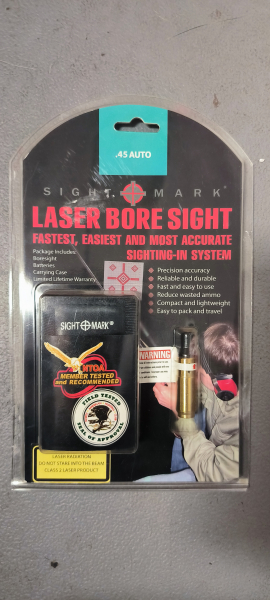 .45 AUTO
SIGHT MARK®
LASER BORE SIGHT
FASTEST, EASIEST AND MOST ACCURATE
SIGHTING-IN SYSTEM
Package Includes:
Boresight
Batteries
Carrying Case
Limited Lifetime Warranty
Precision accuracy
Reliable and durable
Fast and easy to use
Reduce wasted ammo
Compact and lightweight
Easy to pack and travel
SIGHT MARK®
MEMBER TESTED
and RECOMMENDED
FIELD TESTED
SEAL OF APPROVAL
WARNING
LASER RADIATION
DO NOT STARE INTO THE BEAM
CLASS 2 LASER PRODUCT